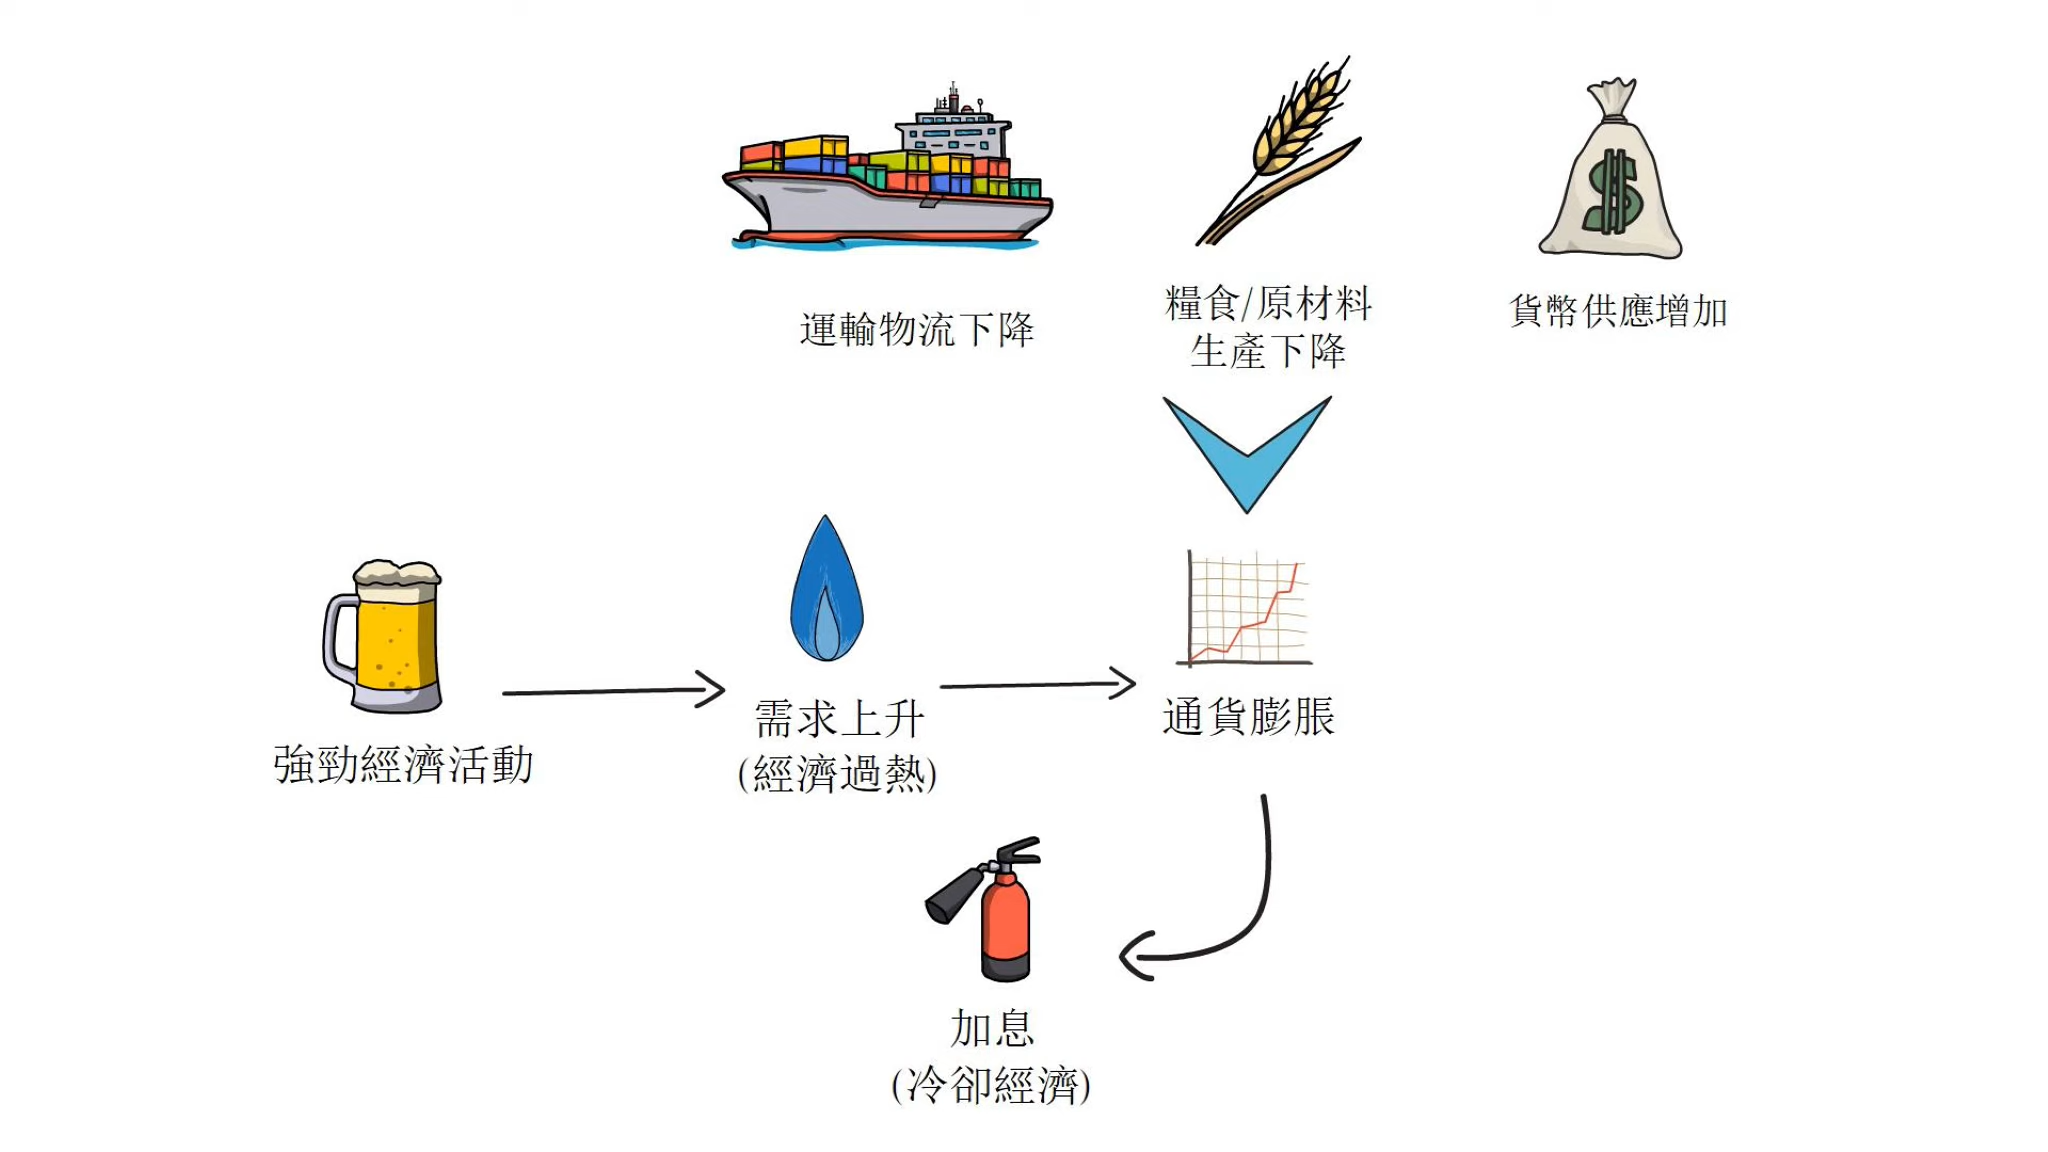 運輸物流下降
糧食/原材料
生產下降
貨幣供應增加
強勁經濟活動
需求上升
(經濟過熱)
通貨膨脹
加息
(冷卻經濟)